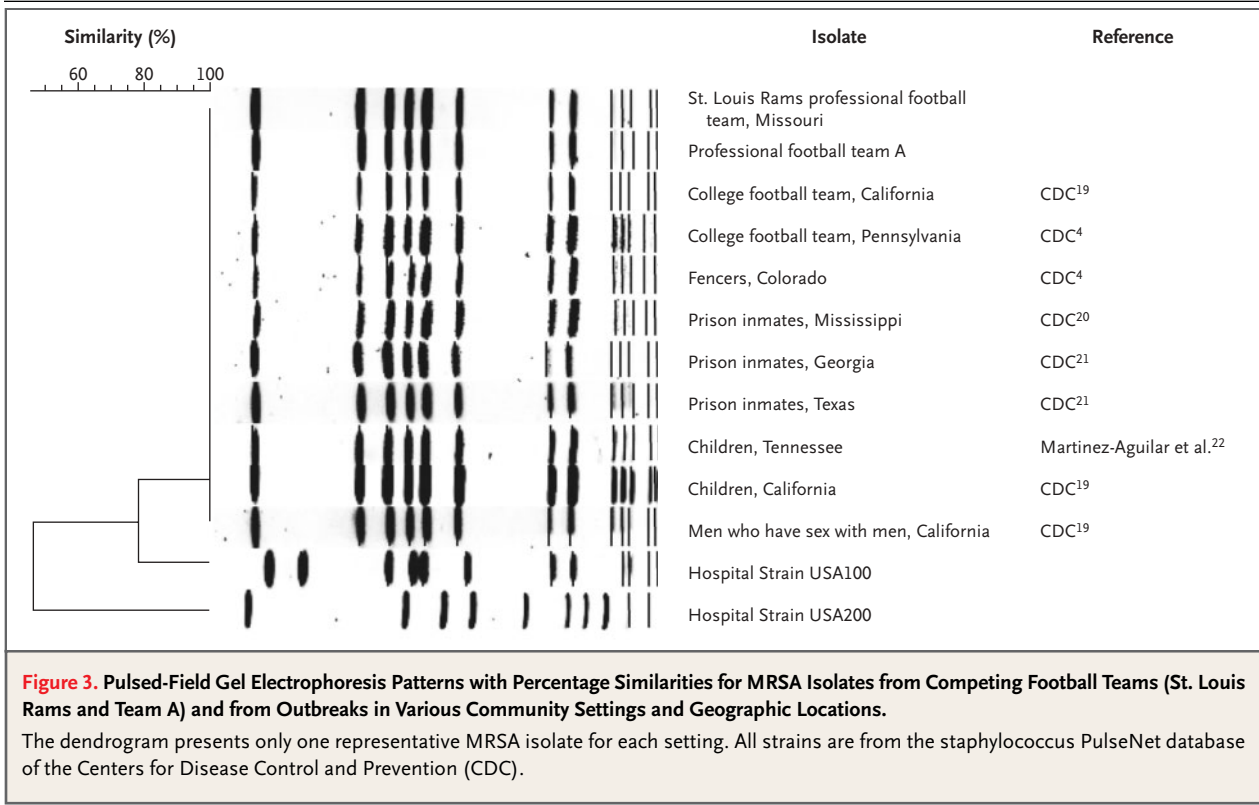 Similarity (%) Isolate Reference
60 80 100
St. Louis Rams professional football
team, Missouri
Professional football team A
College football team, California CDC19
College football team, Pennsylvania CDC4
Fencers, Colorado CDC4
Prison inmates, Mississippi CDC20
Prison inmates, Georgia CDC21
Prison inmates, Texas CDC21
Children, Tennessee Martinez-Aguilar et al.22
Children, California CDC19
Men who have sex with men, California CDC19
Hospital Strain USA100
Hospital Strain USA200
Figure 3. Pulsed-Field Gel Electrophoresis Patterns with Percentage Similarities for MRSA Isolates from Competing Football Teams (St. Louis
Rams and Team A) and from Outbreaks in Various Community Settings and Geographic Locations.
The dendrogram presents only one representative MRSA isolate for each setting. All strains are from the staphylococcus PulseNet database
of the Centers for Disease Control and Prevention (CDC).